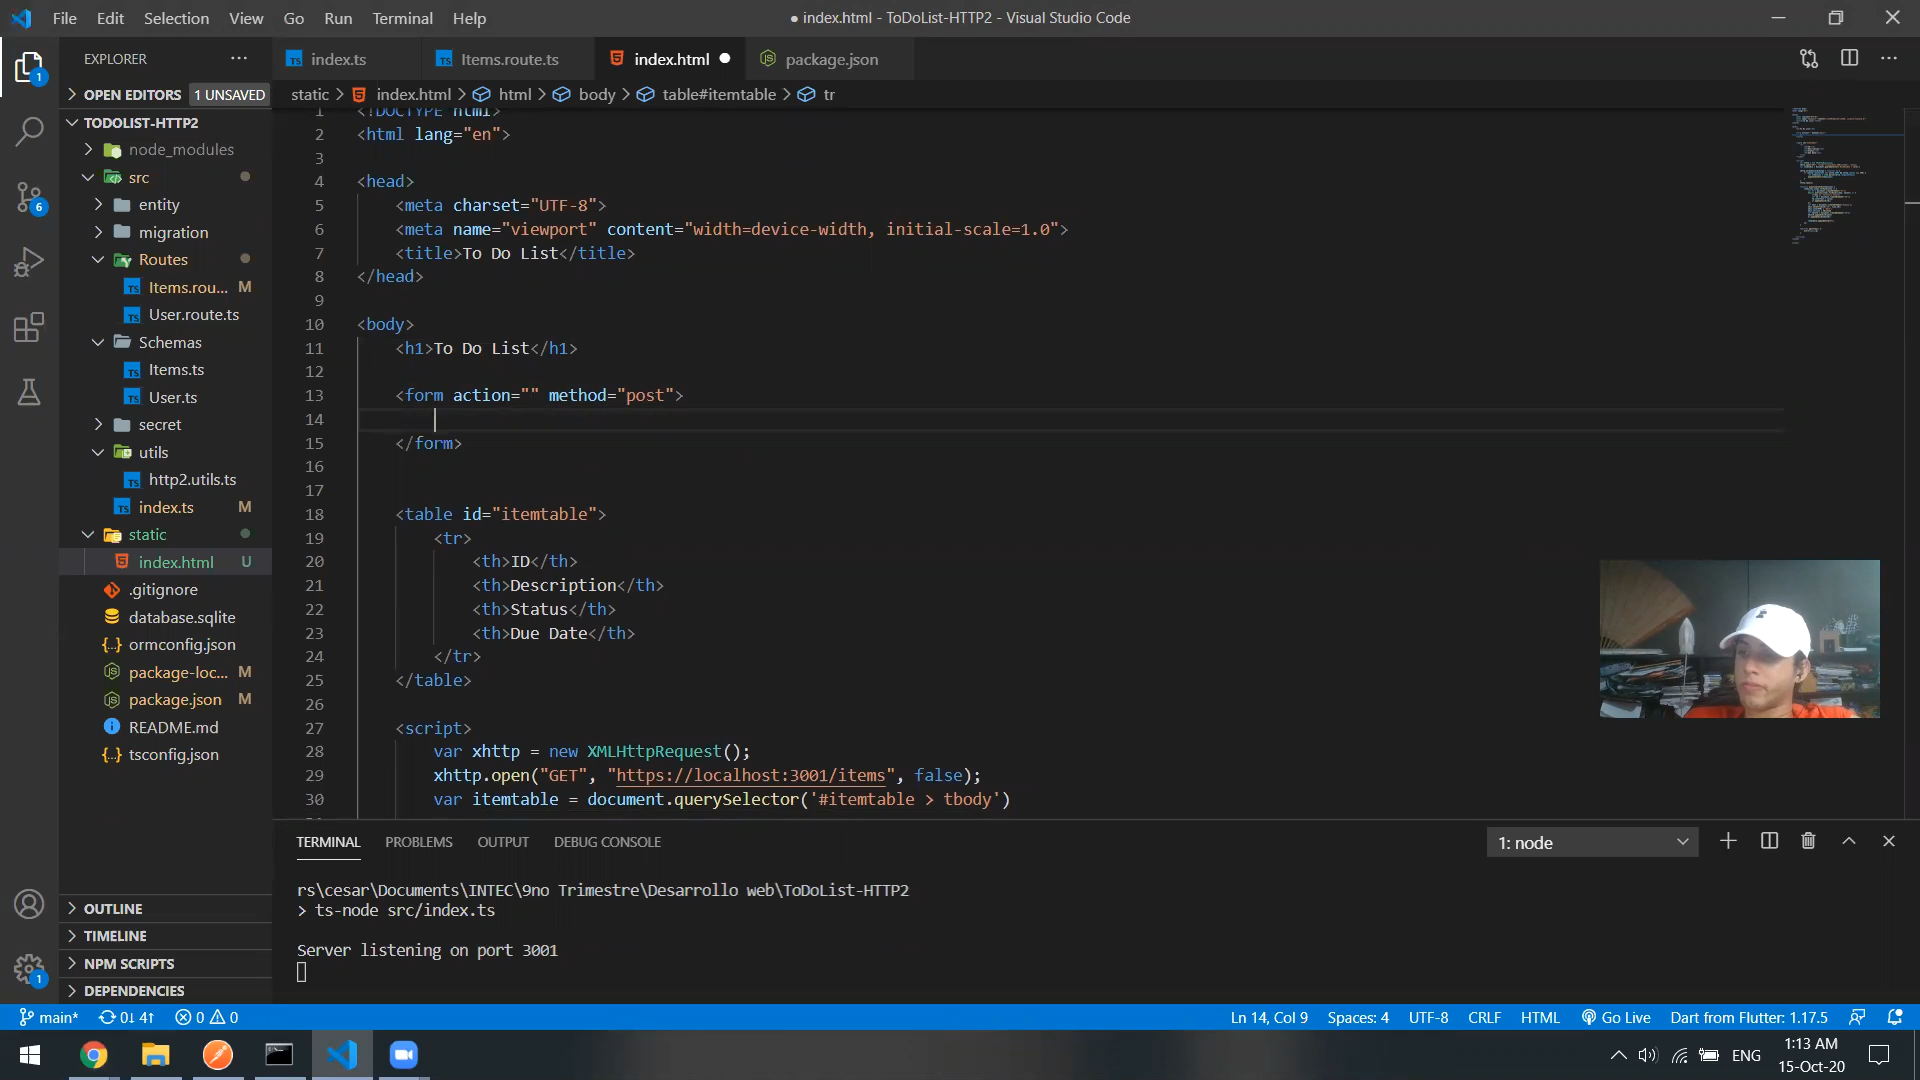 File Edit Selection View Go Run Terminal Help
● index.html - ToDoList-HTTP2 - Visual Studio Code
EXPLORER
TS index.ts
TS Items.route.ts
index.html ●
package.json
OPEN EDITORS 1 UNSAVED
static > index.html > html > body > table#itemtable > tr
TODOLIST-HTTP2
node_modules
src
entity
migration
Routes
TS Items.rou... M
TS User.route.ts
Schemas
TS Items.ts
TS User.ts
secret
utils
TS http2.utils.ts
TS index.ts M
static
index.html U
.gitignore
database.sqlite
{..} ormconfig.json
package-loc... M
package.json M
README.md
{..} tsconfig.json
OUTLINE
TIMELINE
NPM SCRIPTS
DEPENDENCIES
1
6
1
1 <!DOCTYPE html>
2 <html lang="en">
3
4 <head>
5 <meta charset="UTF-8">
6 <meta name="viewport" content="width=device-width, initial-scale=1.0">
7 <title>To Do List</title>
8 </head>
9
10 <body>
11 <h1>To Do List</h1>
12
13 <form action="" method="post">
14
15 </form>
16
17
18 <table id="itemtable">
19 <tr>
20 <th>ID</th>
21 <th>Description</th>
22 <th>Status</th>
23 <th>Due Date</th>
24 </tr>
25 </table>
26
27 <script>
28 var xhttp = new XMLHttpRequest();
29 xhttp.open("GET", "https://localhost:3001/items", false);
30 var itemtable = document.querySelector('#itemtable > tbody')
TERMINAL PROBLEMS OUTPUT DEBUG CONSOLE
1: node
rs\cesar\Documents\INTEC\9no Trimestre\Desarrollo web\ToDoList-HTTP2
> ts-node src/index.ts
Server listening on port 3001
main* 0↓ 4↑ 0 0
Ln 14, Col 9 Spaces: 4 UTF-8 CRLF HTML Go Live Dart from Flutter: 1.17.5
ENG
1:13 AM
15-Oct-20